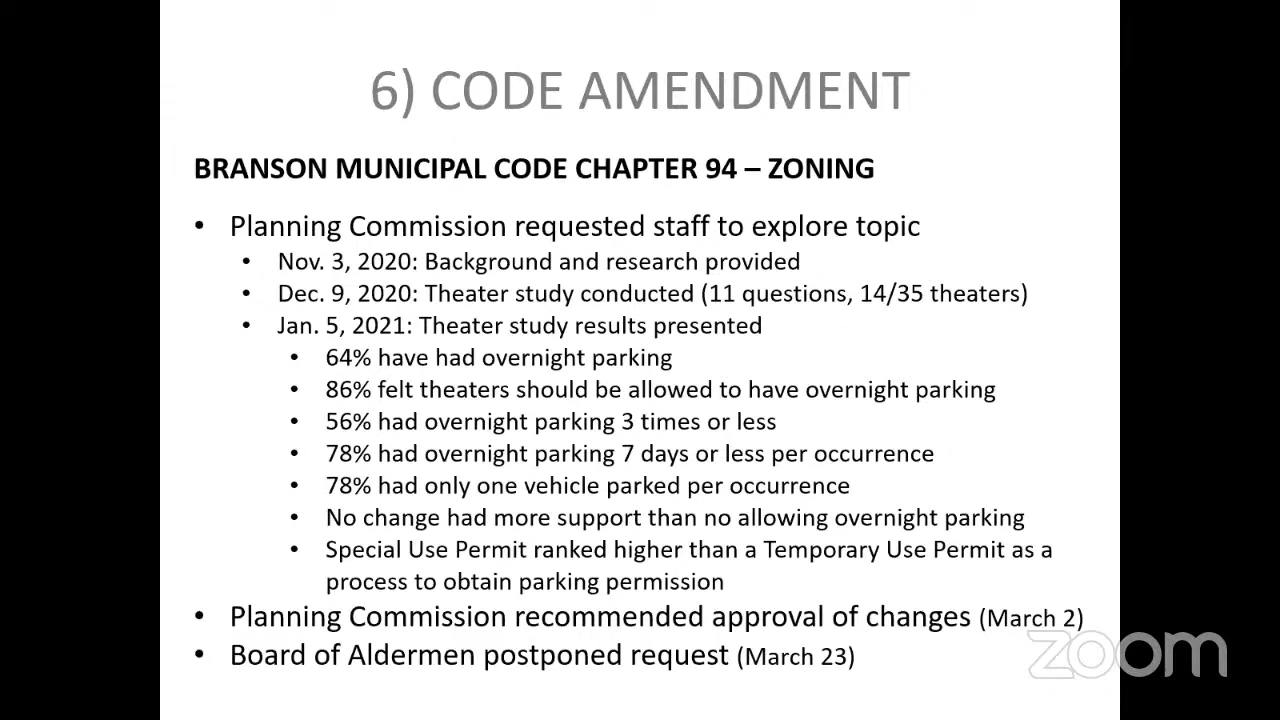 6) CODE AMENDMENT
BRANSON MUNICIPAL CODE CHAPTER 94 – ZONING
• Planning Commission requested staff to explore topic
• Nov. 3, 2020: Background and research provided
• Dec. 9, 2020: Theater study conducted (11 questions, 14/35 theaters)
• Jan. 5, 2021: Theater study results presented
• 64% have had overnight parking
• 86% felt theaters should be allowed to have overnight parking
• 56% had overnight parking 3 times or less
• 78% had overnight parking 7 days or less per occurrence
• 78% had only one vehicle parked per occurrence
• No change had more support than no allowing overnight parking
• Special Use Permit ranked higher than a Temporary Use Permit as a
process to obtain parking permission
• Planning Commission recommended approval of changes (March 2)
• Board of Aldermen postponed request (March 23)
zoom